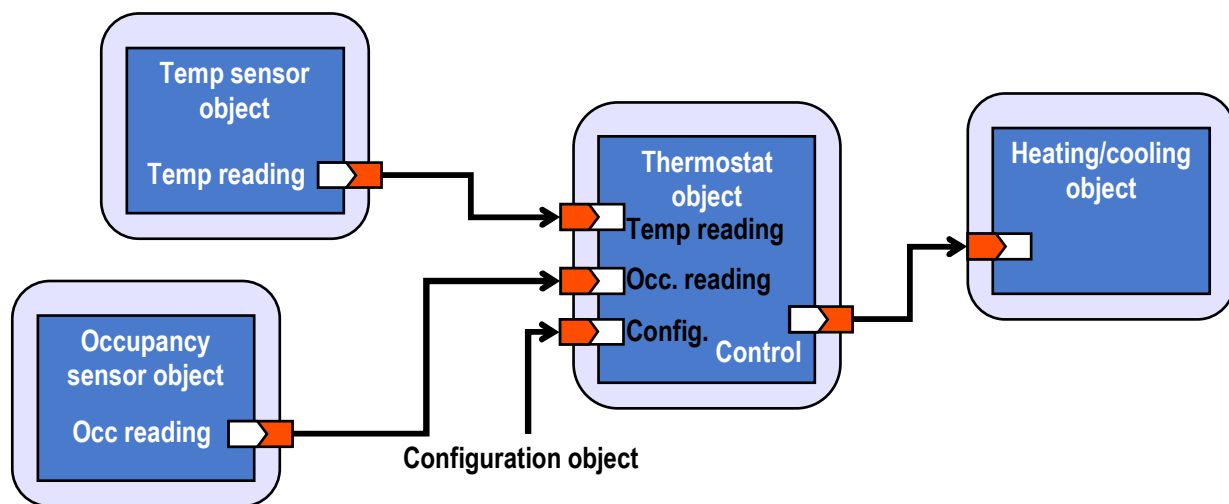 Temp sensor
object
Temp reading
Occupancy
sensor object
Occ reading
Configuration object
Thermostat
object
Temp reading
Occ. reading
Config.
Control
Heating/cooling
object